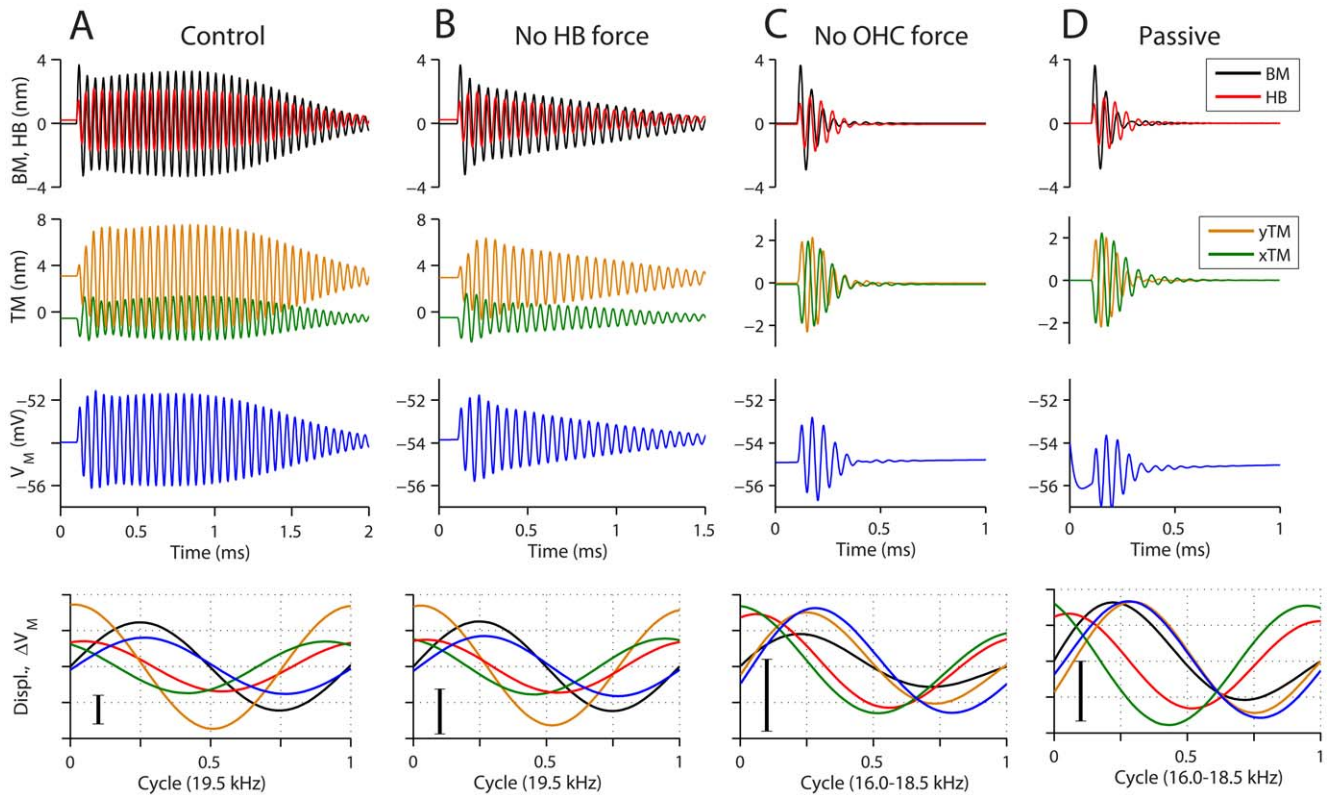 A Control
B No HB force
C No OHC force
D Passive
BM, HB (nm)
4
0
−4
4
0
−4
4
0
−4
4
0
−4
BM
HB
TM (nm)
8
4
0
8
4
0
2
0
−2
2
0
−2
yTM
xTM
V_M (mV)
−52
−54
−56
−52
−54
−56
−52
−54
−56
−52
−54
−56
0 0.5 1 1.5 2
0 0.5 1 1.5
0 0.5 1
0 0.5 1
Time (ms)
Time (ms)
Time (ms)
Time (ms)
Displ., ΔV_M
0 0.5 1
0 0.5 1
0 0.5 1
0 0.5 1
Cycle (19.5 kHz)
Cycle (19.5 kHz)
Cycle (16.0-18.5 kHz)
Cycle (16.0-18.5 kHz)